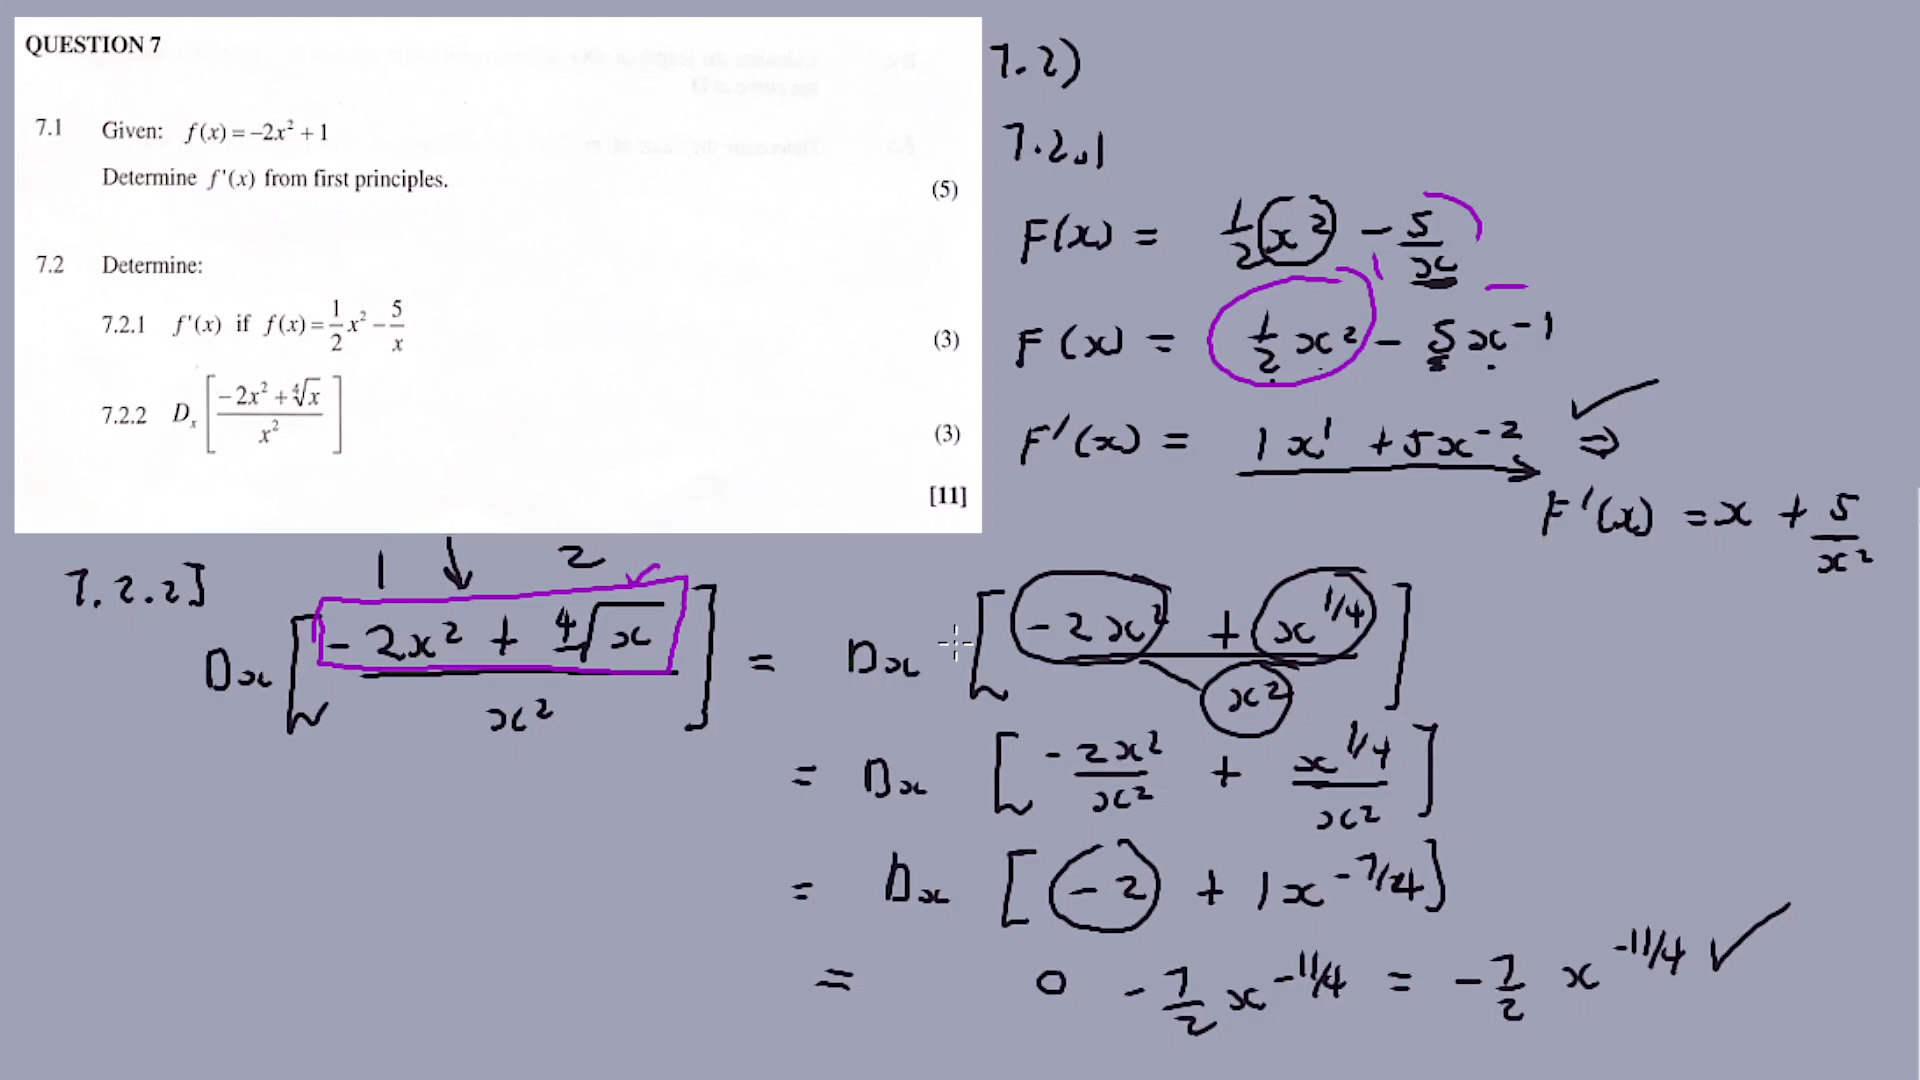 QUESTION 7
7.1 Given: f(x) = −2x² + 1
Determine f'(x) from first principles. (5)
7.2 Determine:
7.2.1 f'(x) if f(x) = 1/2 x² − 5/x (3)
7.2.2 Dₓ [(−2x² + ⁴√x)/x²] (3)
[11]
7.2)
7.2.1
F(x) = 1/2 x² − 5/x
F(x) = 1/2 x² − 5x⁻¹
F'(x) = 1x¹ + 5x⁻² ⇒
F'(x) = x + 5/x²
1 ↓ 2
7.2.2]
Dx [(−2x² + ⁴√x)/x²] = Dx [(−2x² + x^1/4)/x²]
= Dx [−2x²/x² + x^1/4/x²]
= Dx [−2 + 1x^−7/4]
= 0 − 7/2 x^−11/4 = −7/2 x^−11/4 ✓